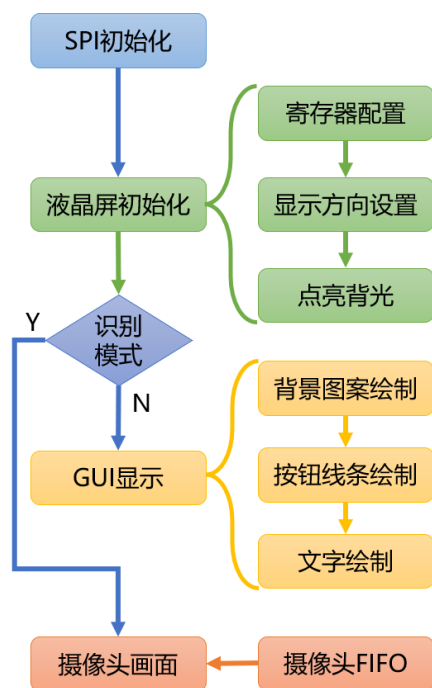 SPI初始化
寄存器配置
液晶屏初始化
显示方向设置
点亮背光
Y
识别
模式
N
背景图案绘制
GUI显示
按钮线条绘制
文字绘制
摄像头画面
摄像头FIFO